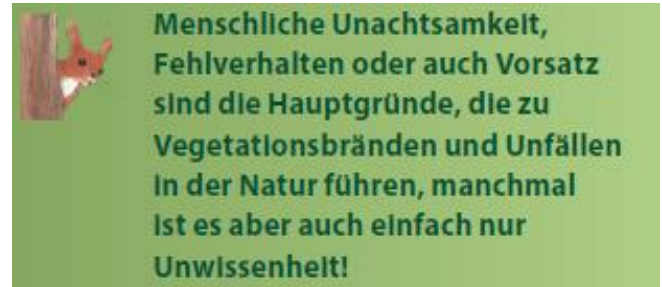 Menschliche Unachtsamkeit,
Fehlverhalten oder auch Vorsatz
sind die Hauptgründe, die zu
Vegetationsbränden und Unfällen
in der Natur führen, manchmal
ist es aber auch einfach nur
Unwissenheit!